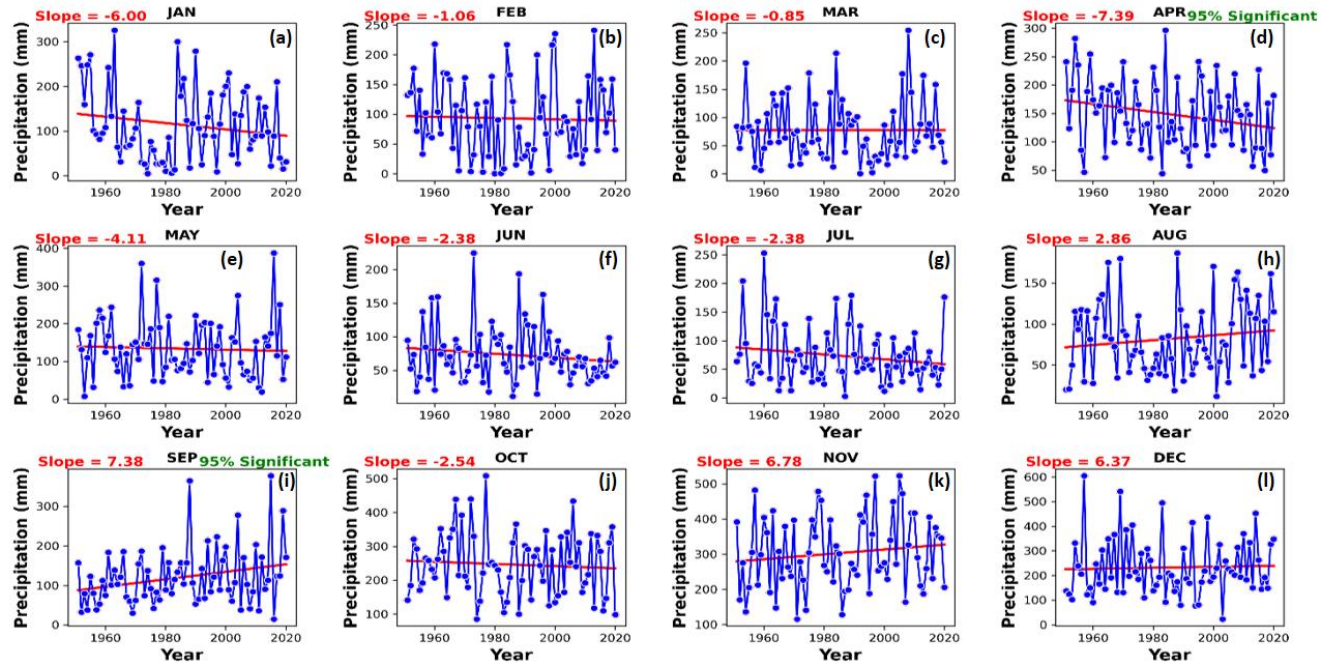 JAN FEB MAR APR
Slope = -6.00 Slope = -1.06 Slope = -0.85 Slope = -7.39 95% Significant
(a) (b) (c) (d)
Precipitation (mm) Precipitation (mm) Precipitation (mm) Precipitation (mm)
300 250 250 300
200 200 200 250
100 150 150 200
0 100 100 150
50 50 100
0 0 50
1960 1980 2000 2020 1960 1980 2000 2020 1960 1980 2000 2020 1960 1980 2000 2020
Year Year Year Year
MAY JUN JUL AUG
Slope = -4.11 Slope = -2.38 Slope = -2.38 Slope = 2.86
(e) (f) (g) (h)
Precipitation (mm) Precipitation (mm) Precipitation (mm) Precipitation (mm)
400 200 250 150
300 150 200 100
200 100 150 50
100 50 100
0 50
0
1960 1980 2000 2020 1960 1980 2000 2020 1960 1980 2000 2020 1960 1980 2000 2020
Year Year Year Year
SEP OCT NOV DEC
Slope = 7.38 95% Significant Slope = -2.54 Slope = 6.78 Slope = 6.37
(i) (j) (k) (l)
Precipitation (mm) Precipitation (mm) Precipitation (mm) Precipitation (mm)
300 500 500 600
200 400 400 500
100 300 300 400
0 200 200 300
100 100 200
100
0
1960 1980 2000 2020 1960 1980 2000 2020 1960 1980 2000 2020 1960 1980 2000 2020
Year Year Year Year